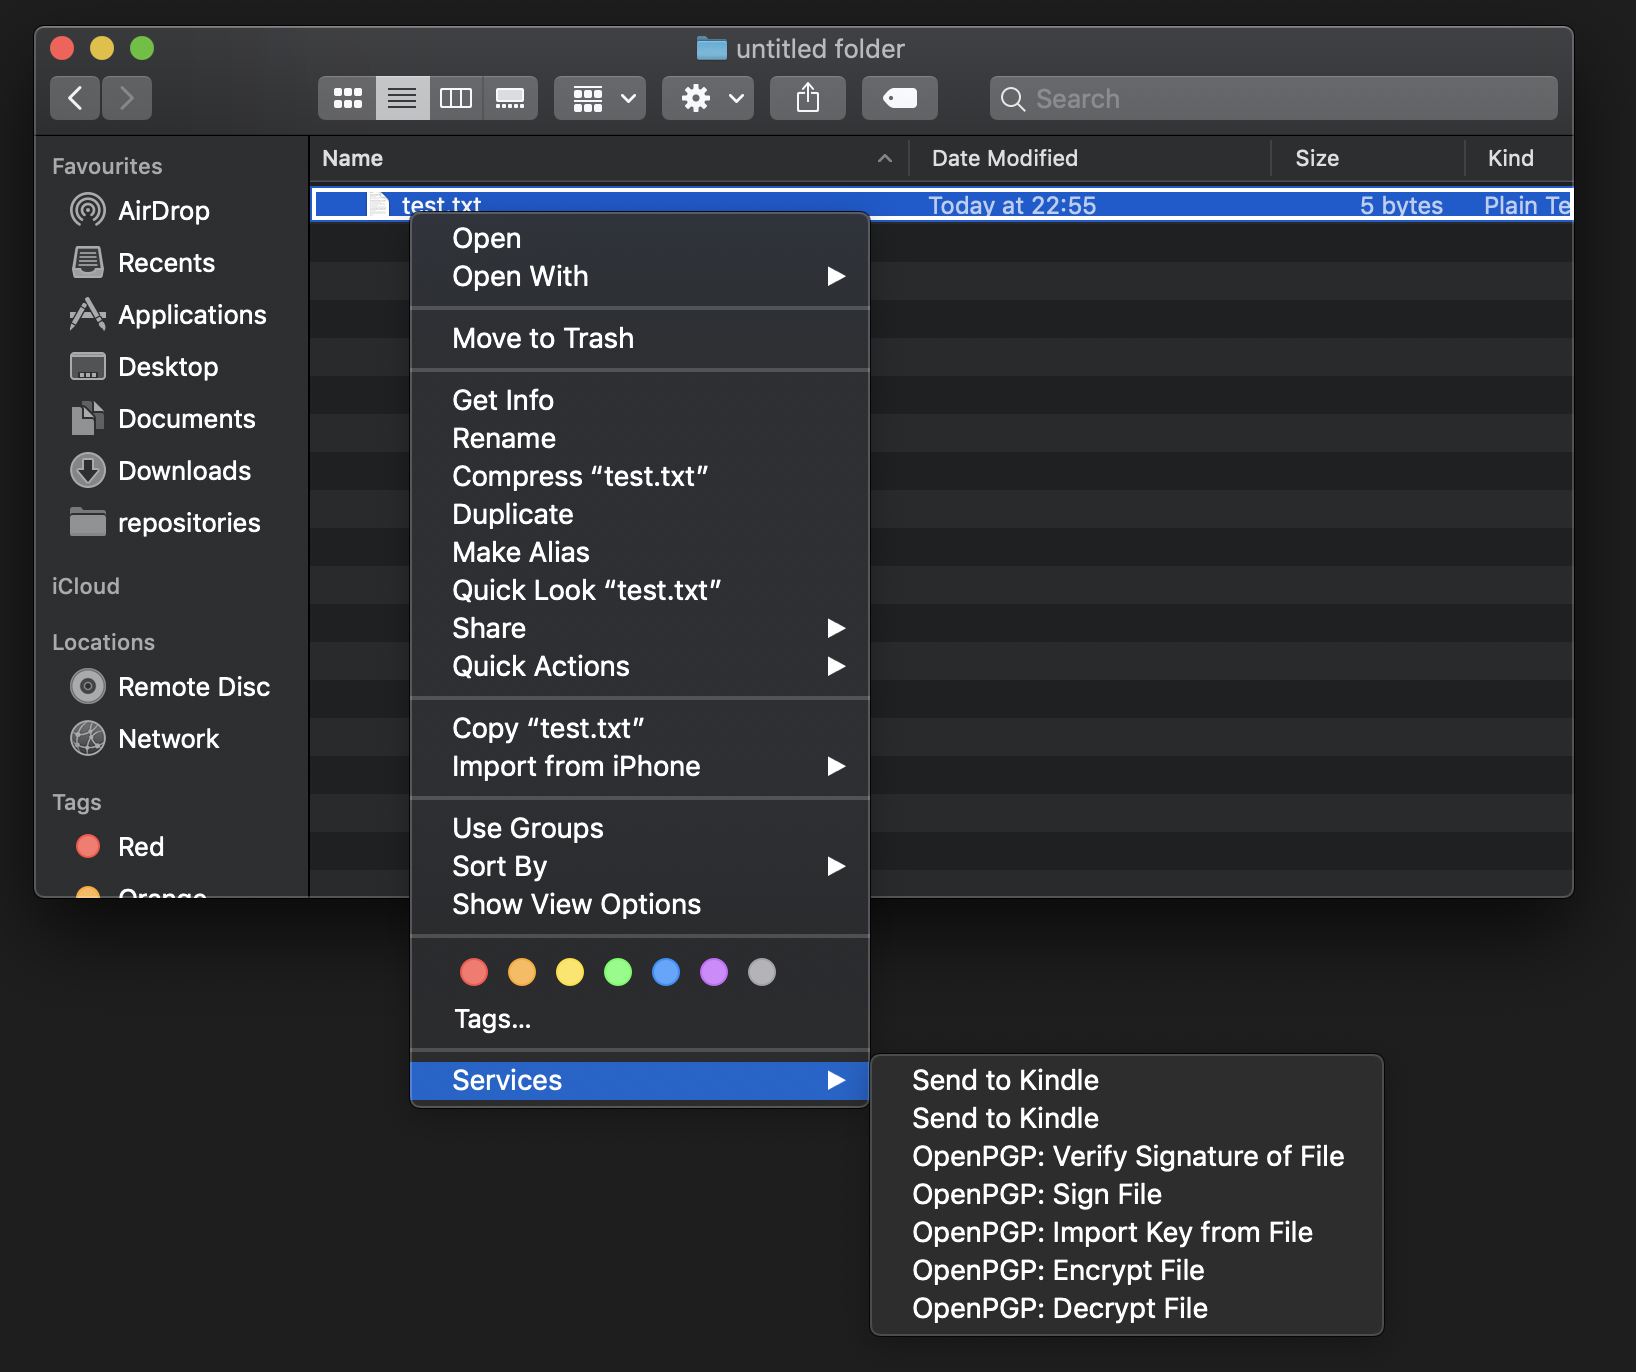 untitled folder
Search
Favourites
AirDrop
Recents
Applications
Desktop
Documents
Downloads
repositories
iCloud
Locations
Remote Disc
Network
Tags
Red
Orange
Name
Date Modified
Size
Kind
test.txt
Today at 22:55
5 bytes
Plain Te
Open
Open With
Move to Trash
Get Info
Rename
Compress “test.txt”
Duplicate
Make Alias
Quick Look “test.txt”
Share
Quick Actions
Copy “test.txt”
Import from iPhone
Use Groups
Sort By
Show View Options
Tags...
Services
Send to Kindle
Send to Kindle
OpenPGP: Verify Signature of File
OpenPGP: Sign File
OpenPGP: Import Key from File
OpenPGP: Encrypt File
OpenPGP: Decrypt File